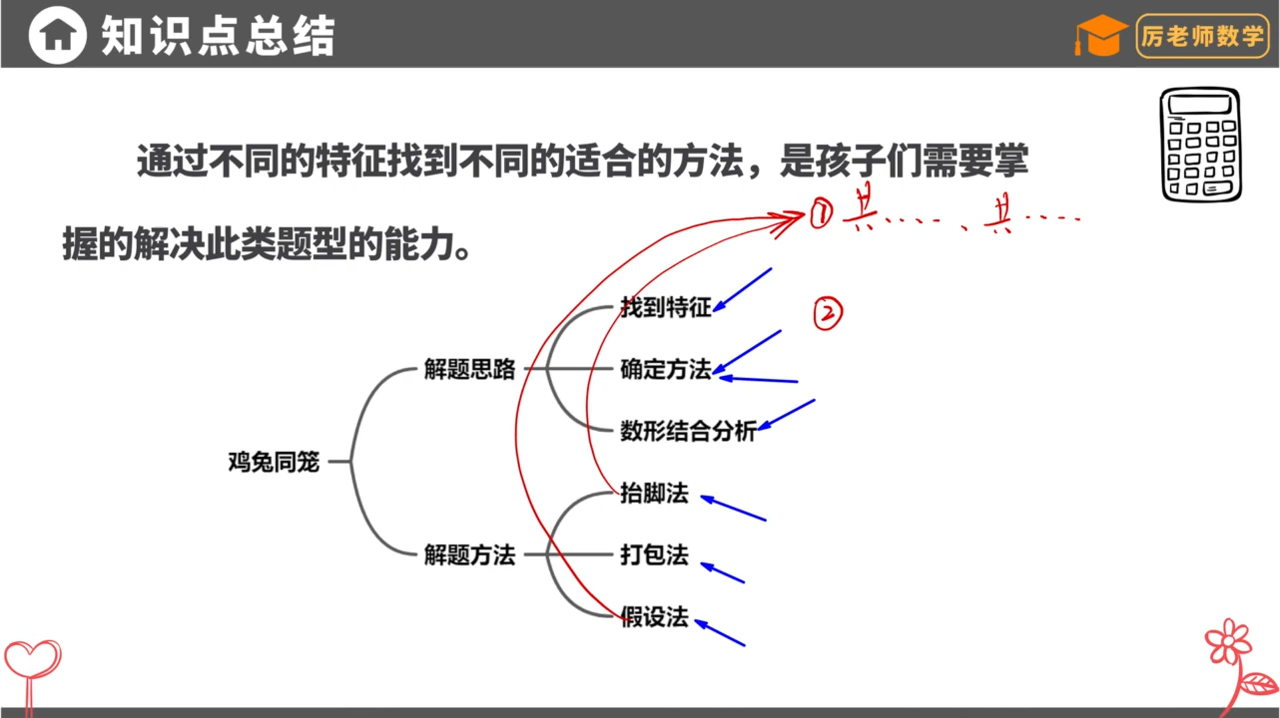 知识点总结
厉老师数学
通过不同的特征找到不同的适合的方法，是孩子们需要掌
① 共····、共····
握的解决此类题型的能力。
找到特征
②
解题思路
确定方法
数形结合分析
鸡兔同笼
抬脚法
解题方法
打包法
假设法